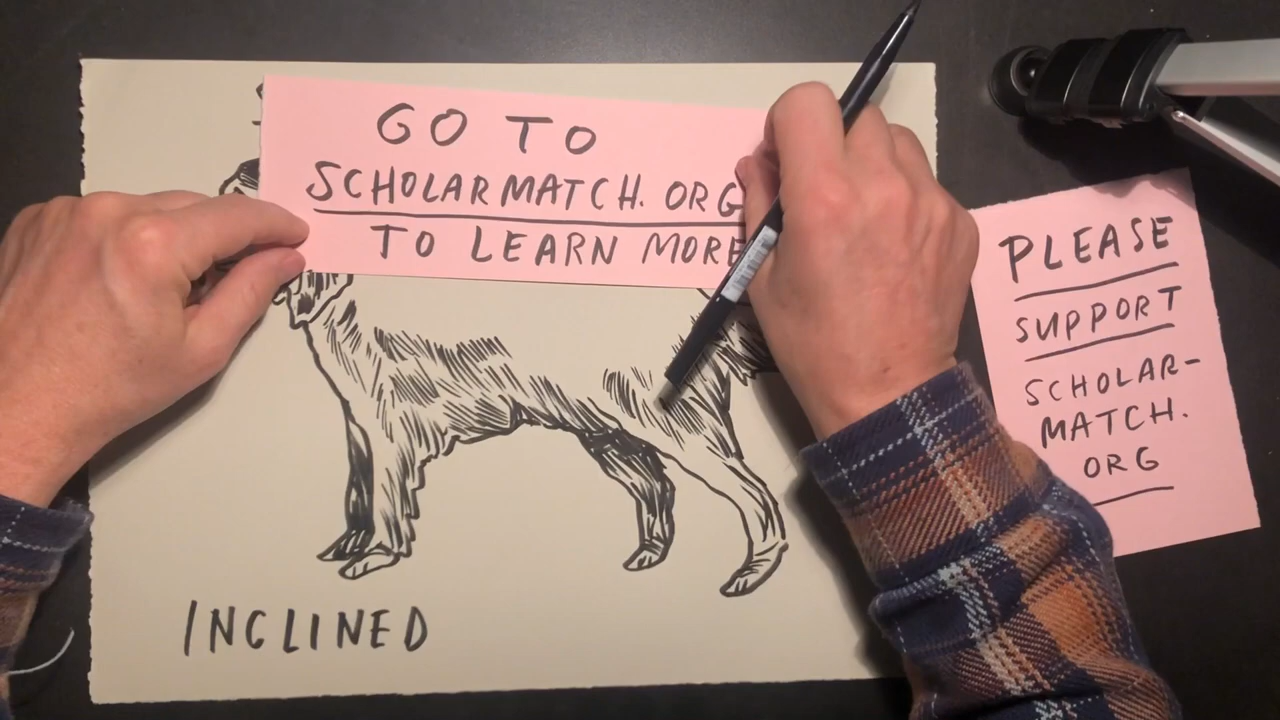 GO TO
SCHOLARMATCH.ORG
TO LEARN MORE
PLEASE
SUPPORT
SCHOLAR-
MATCH.
ORG
INCLINED